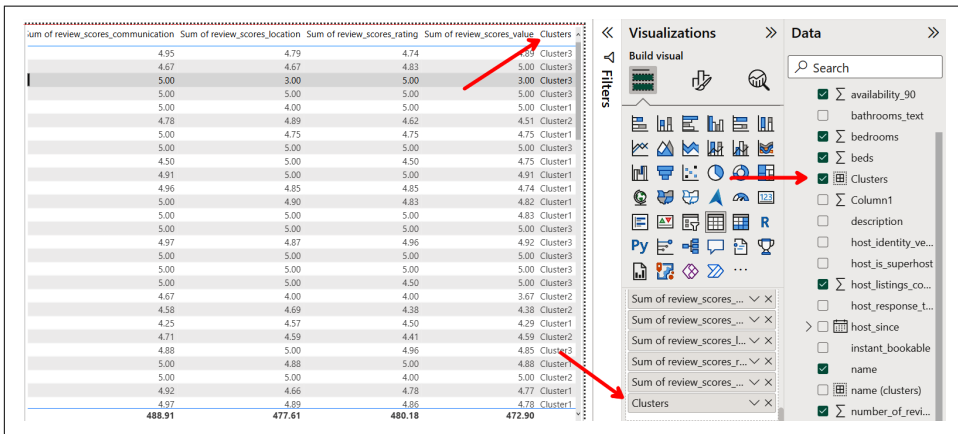 um of review_scores_communication Sum of review_scores_location Sum of review_scores_rating Sum of review_scores_value Clusters
4.95 4.79 4.74 4.89 Cluster3
4.67 4.67 4.83 5.00 Cluster3
5.00 3.00 5.00 3.00 Cluster3
5.00 5.00 5.00 5.00 Cluster3
5.00 4.00 5.00 5.00 Cluster1
4.78 4.89 4.62 4.51 Cluster2
5.00 4.75 4.75 4.75 Cluster1
5.00 5.00 5.00 5.00 Cluster3
4.50 5.00 4.50 4.75 Cluster1
4.91 5.00 5.00 4.91 Cluster1
4.96 4.85 4.85 4.74 Cluster1
5.00 4.90 4.83 4.82 Cluster1
5.00 5.00 5.00 4.83 Cluster1
5.00 5.00 5.00 5.00 Cluster3
4.97 4.87 4.96 4.92 Cluster3
5.00 5.00 5.00 5.00 Cluster3
5.00 5.00 5.00 5.00 Cluster3
5.00 5.00 4.50 5.00 Cluster3
4.67 4.00 4.00 3.67 Cluster2
4.58 4.69 4.38 4.38 Cluster2
4.25 4.57 4.50 4.29 Cluster1
4.71 4.59 4.41 4.59 Cluster2
4.88 5.00 4.96 4.85 Cluster3
5.00 4.88 5.00 4.88 Cluster1
5.00 5.00 4.00 5.00 Cluster2
4.92 4.66 4.78 4.77 Cluster1
4.97 4.89 4.86 4.78 Cluster1
488.91 477.61 480.18 472.90
Filters
Visualizations
Build visual
123
R
Py
Sum of review_scores_...
Sum of review_scores_...
Sum of review_scores_l...
Sum of review_scores_r...
Sum of review_scores_...
Clusters
Data
Search
∑ availability_90
bathrooms_text
∑ bedrooms
∑ beds
Clusters
∑ Column1
description
host_identity_ve...
host_is_superhost
∑ host_listings_co...
host_response_t...
host_since
instant_bookable
name
name (clusters)
∑ number_of_revi...